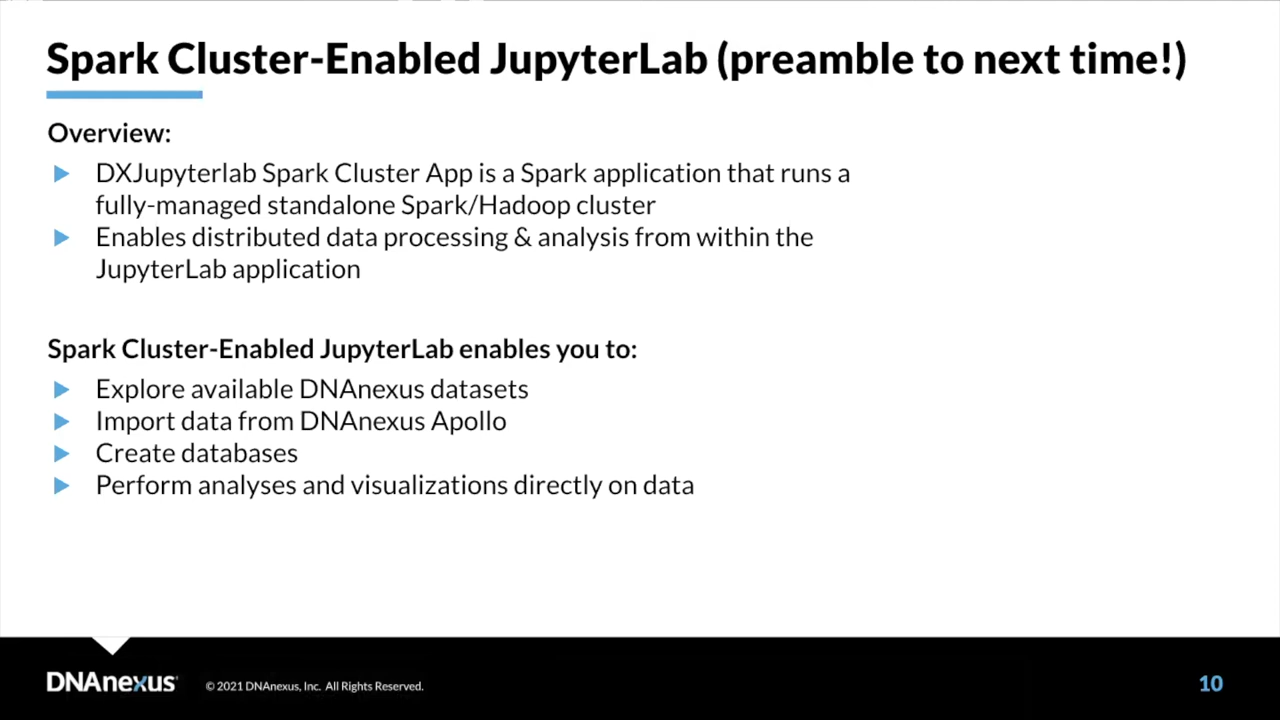 Spark Cluster-Enabled JupyterLab (preamble to next time!)
Overview:
DXJupyterlab Spark Cluster App is a Spark application that runs a
fully-managed standalone Spark/Hadoop cluster
Enables distributed data processing & analysis from within the
JupyterLab application
Spark Cluster-Enabled JupyterLab enables you to:
Explore available DNAnexus datasets
Import data from DNAnexus Apollo
Create databases
Perform analyses and visualizations directly on data
DNAnexus © 2021 DNAnexus, Inc. All Rights Reserved. 10